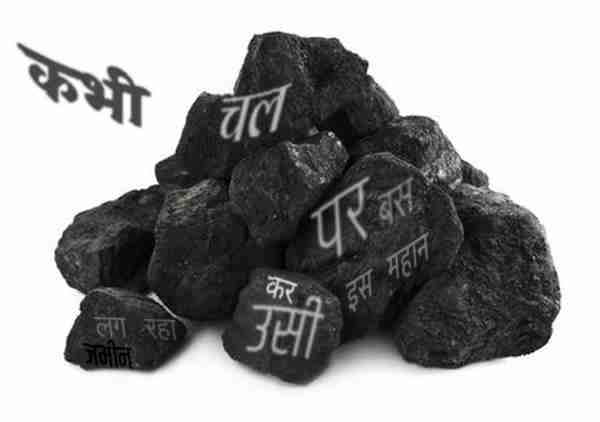 कभी
चल
पर बस
इस महान
कर
उसी
लग रहा
जमीन